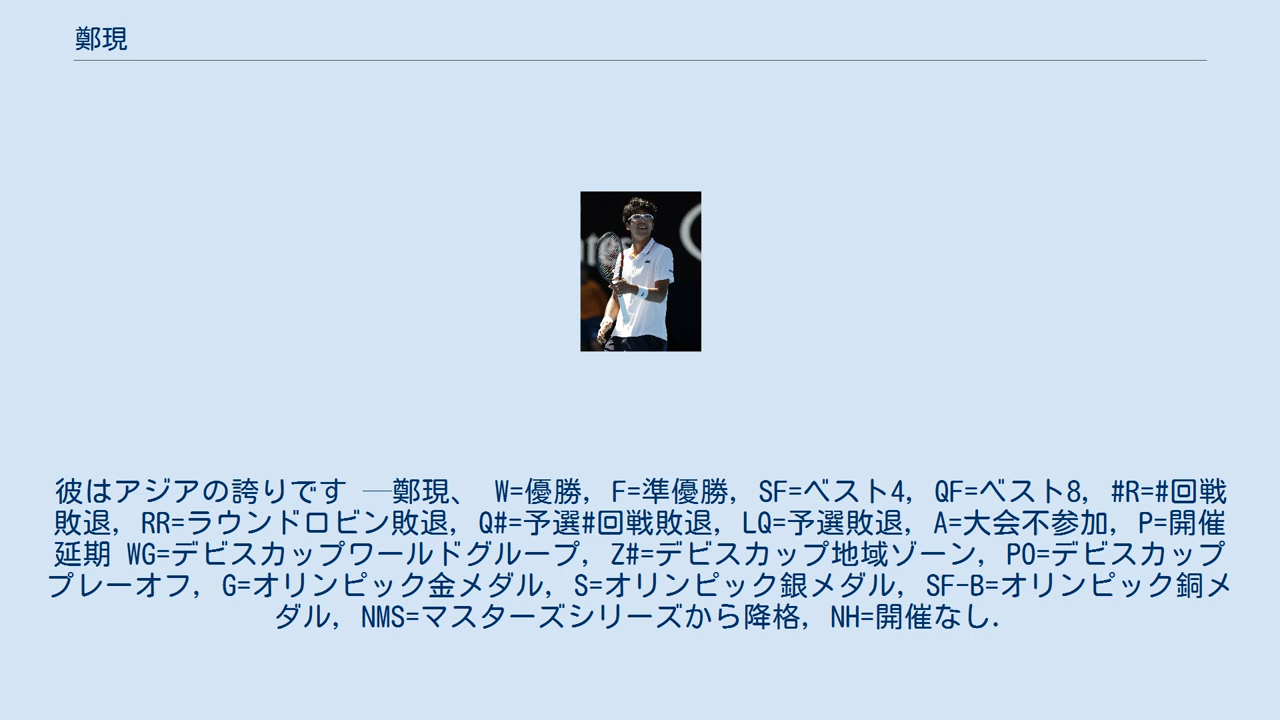 鄭現
彼はアジアの誇りです ―鄭現、 W=優勝, F=準優勝, SF=ベスト4, QF=ベスト8, #R=#回戦
敗退, RR=ラウンドロビン敗退, Q#=予選#回戦敗退, LQ=予選敗退, A=大会不参加, P=開催
延期 WG=デビスカップワールドグループ, Z#=デビスカップ地域ゾーン, PO=デビスカップ
プレーオフ, G=オリンピック金メダル, S=オリンピック銀メダル, SF-B=オリンピック銅メ
ダル, NMS=マスターズシリーズから降格, NH=開催なし.